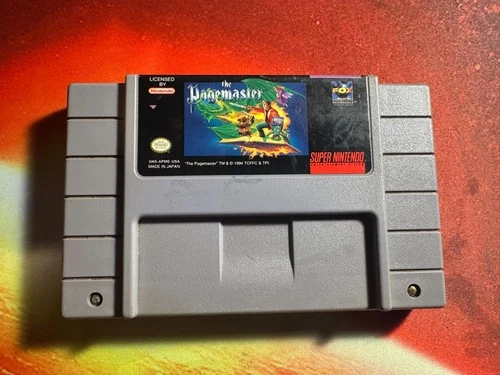 LICENSED
BY
Nintendo
the
Pagemaster
FOX
SNS-APME-USA
MADE IN JAPAN
"The Pagemaster" TM & © 1994 TCFFC & TPI.
SUPER NINTENDO